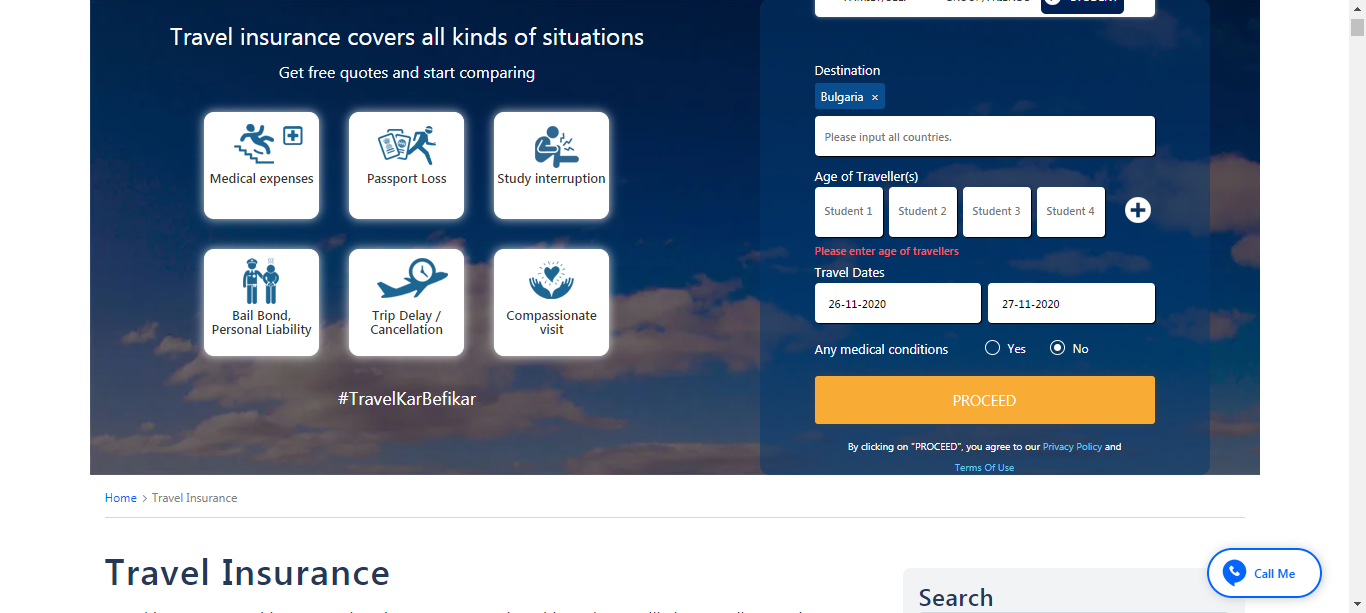 Travel insurance covers all kinds of situations
Get free quotes and start comparing
Medical expenses
Passport Loss
Study interruption
Bail Bond,
Personal Liability
Trip Delay /
Cancellation
Compassionate
visit
#TravelKarBefikar
Destination
Bulgaria ×
Please input all countries.
Age of Traveller(s)
Student 1
Student 2
Student 3
Student 4
Please enter age of travellers
Travel Dates
26-11-2020
27-11-2020
Any medical conditions
Yes
No
PROCEED
By clicking on "PROCEED", you agree to our Privacy Policy and
Terms Of Use
Home > Travel Insurance
Travel Insurance
Search
Call Me